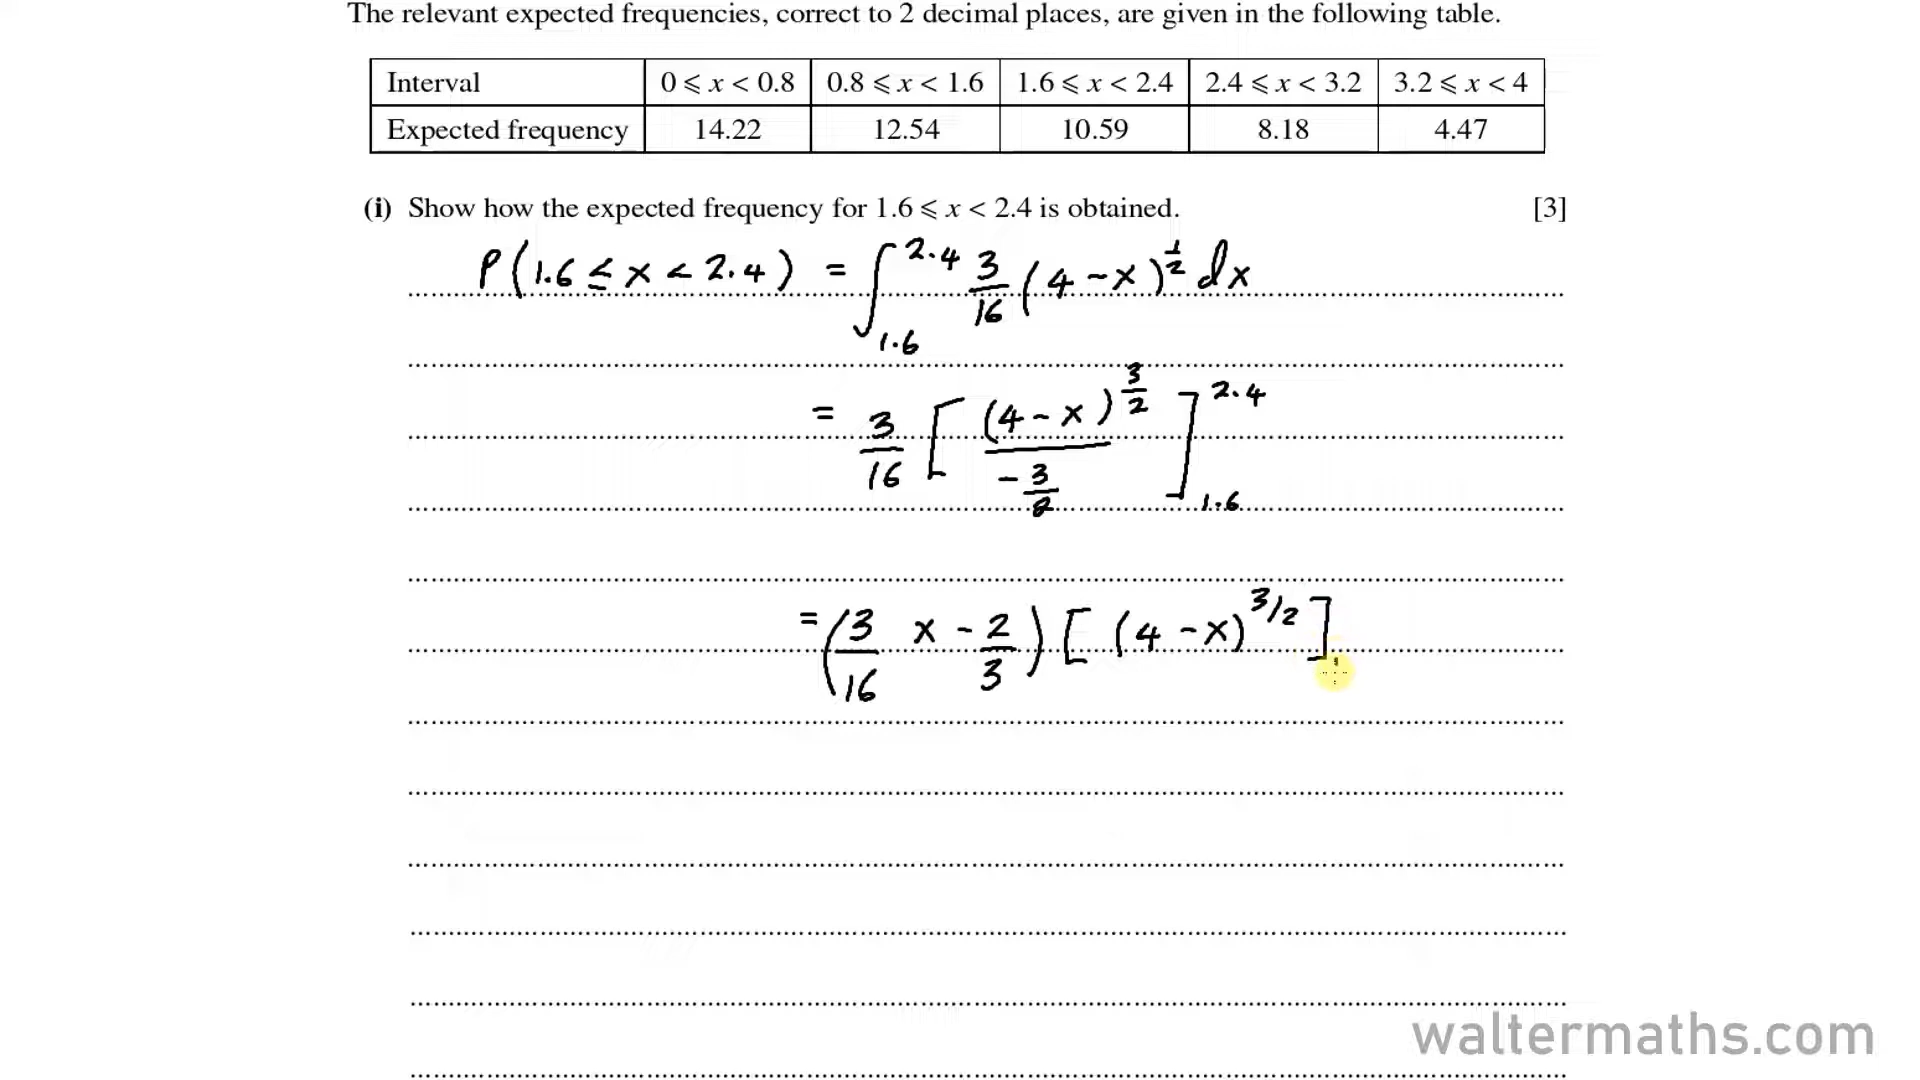 The relevant expected frequencies, correct to 2 decimal places, are given in the following table.
Interval 0 ⩽ x < 0.8 0.8 ⩽ x < 1.6 1.6 ⩽ x < 2.4 2.4 ⩽ x < 3.2 3.2 ⩽ x < 4
Expected frequency 14.22 12.54 10.59 8.18 4.47
(i) Show how the expected frequency for 1.6 ⩽ x < 2.4 is obtained. [3]
P(1.6 ≤ x < 2.4) = ∫_{1.6}^{2.4} 3/16 (4 - x)^{1/2} dx
= 3/16 [ (4 - x)^{3/2} / -3/2 ]_{1.6}^{2.4}
= (3/16 x -2/3) [ (4 - x)^{3/2} ]
waltermaths.com